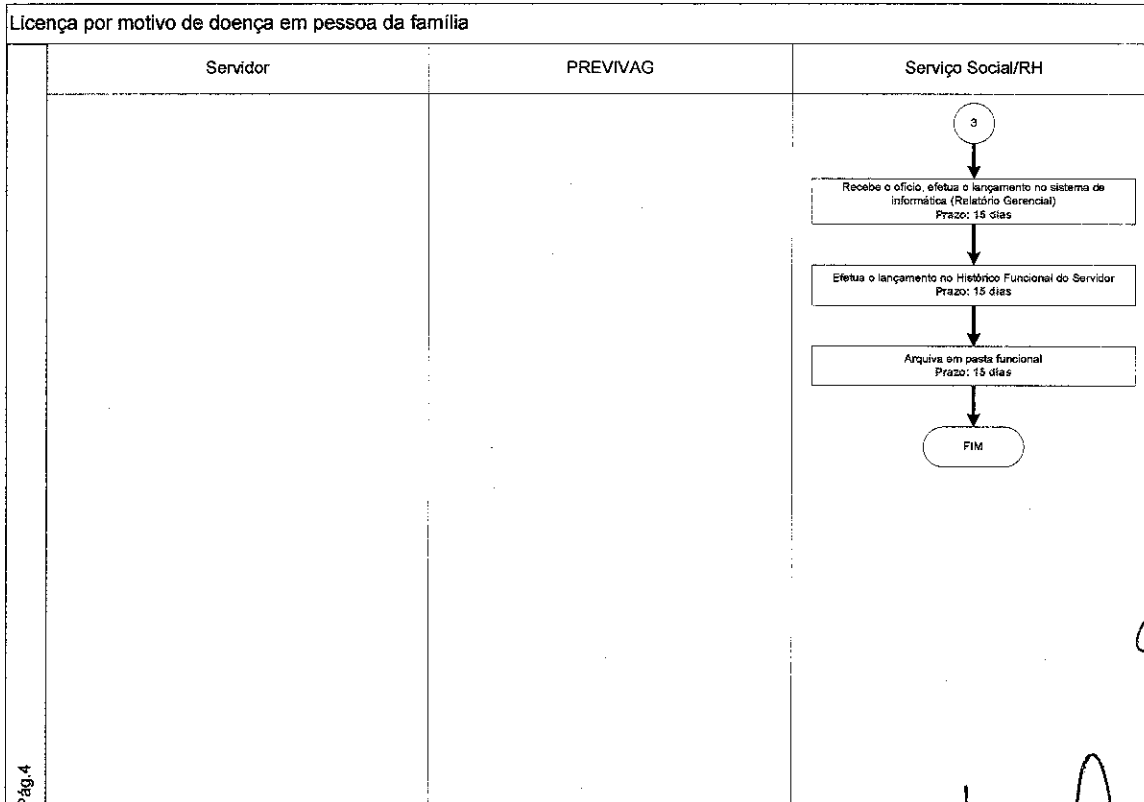 Licença por motivo de doença em pessoa da família
Servidor
PREVIVAG
Serviço Social/RH
3
Recebe o ofício, efetua o lançamento no sistema de
informática (Relatório Gerencial)
Prazo: 15 dias
Efetua o lançamento no Histórico Funcional do Servidor
Prazo: 15 dias
Arquiva em pasta funcional
Prazo: 15 dias
FIM
Pág.4